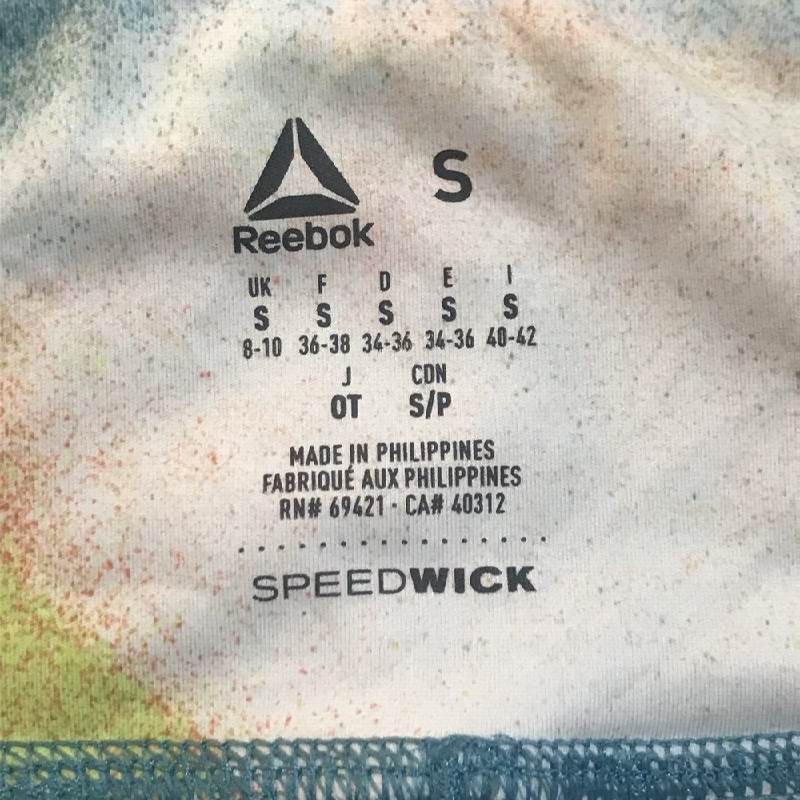 S
Reebok
UK F D E I
S S S S S
8-10 36-38 34-36 34-36 40-42
J CDN
OT S/P
MADE IN PHILIPPINES
FABRIQUÉ AUX PHILIPPINES
RN# 69421 · CA# 40312
SPEEDWICK